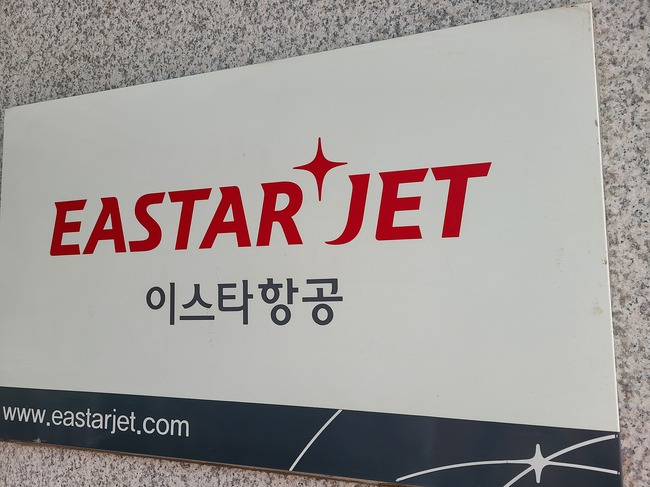 EASTAR JET
이스타항공
www.eastarjet.com